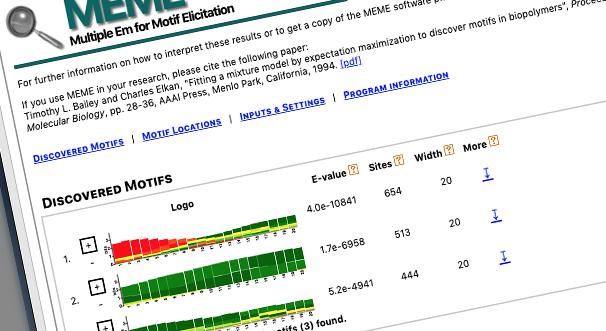 MEME
Multiple Em for Motif Elicitation
For further information on how to interpret these results or to get a copy of the MEME software
If you use MEME in your research, please cite the following paper:
Timothy L. Bailey and Charles Elkan, "Fitting a mixture model by expectation maximization to discover motifs in biopolymers",
Molecular Biology, pp. 28-36, AAAI Press, Menlo Park, California, 1994. [pdf]
DISCOVERED MOTIFS | MOTIF LOCATIONS | INPUTS & SETTINGS | PROGRAM INFORMATION
DISCOVERED MOTIFS
Logo E-value ? Sites ? Width ? More ?
1. + - 4.0e-10841 654 20
2. + - 1.7e-6958 513 20
+ 5.2e-4941 444 20
(3) found.